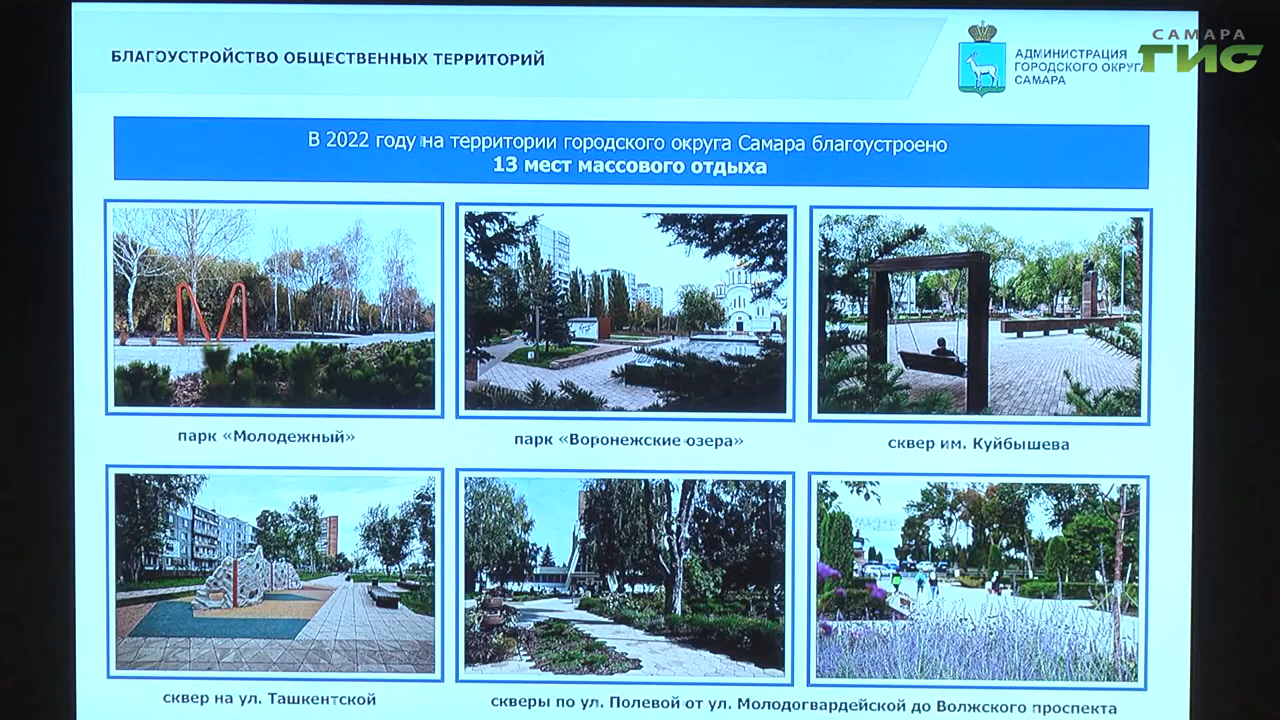 БЛАГОУСТРОЙСТВО ОБЩЕСТВЕННЫХ ТЕРРИТОРИЙ
АДМИНИСТРАЦИЯ
ГОРОДСКОГО ОКРУГА
САМАРА
САМАРА
ГИС
В 2022 году на территории городского округа Самара благоустроено
13 мест массового отдыха
парк «Молодежный»
парк «Воронежские озера»
сквер им. Куйбышева
сквер на ул. Ташкентской
скверы по ул. Полевой от ул. Молодогвардейской до Волжского проспекта